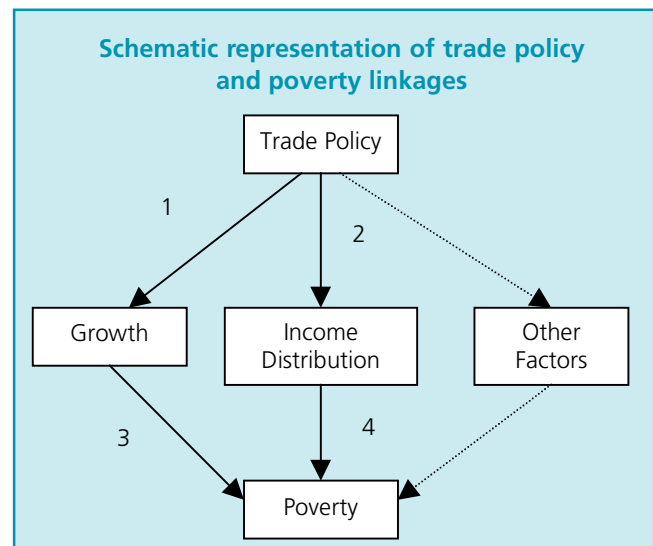 Schematic representation of trade policy
and poverty linkages
Trade Policy
1
2
Growth
Income
Distribution
Other
Factors
3
4
Poverty